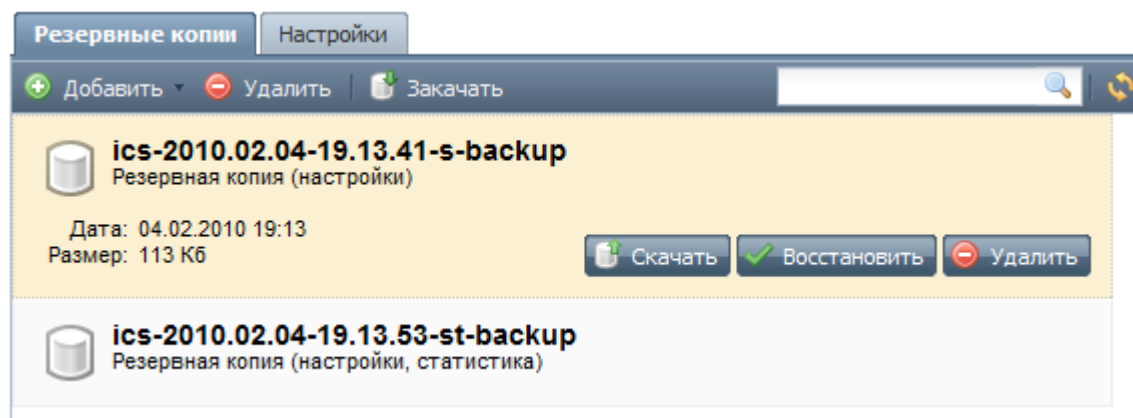 Резервные копии Настройки
Добавить Удалить Закачать
ics-2010.02.04-19.13.41-s-backup
Резервная копия (настройки)
Дата: 04.02.2010 19:13
Размер: 113 Кб
Скачать Восстановить Удалить
ics-2010.02.04-19.13.53-st-backup
Резервная копия (настройки, статистика)